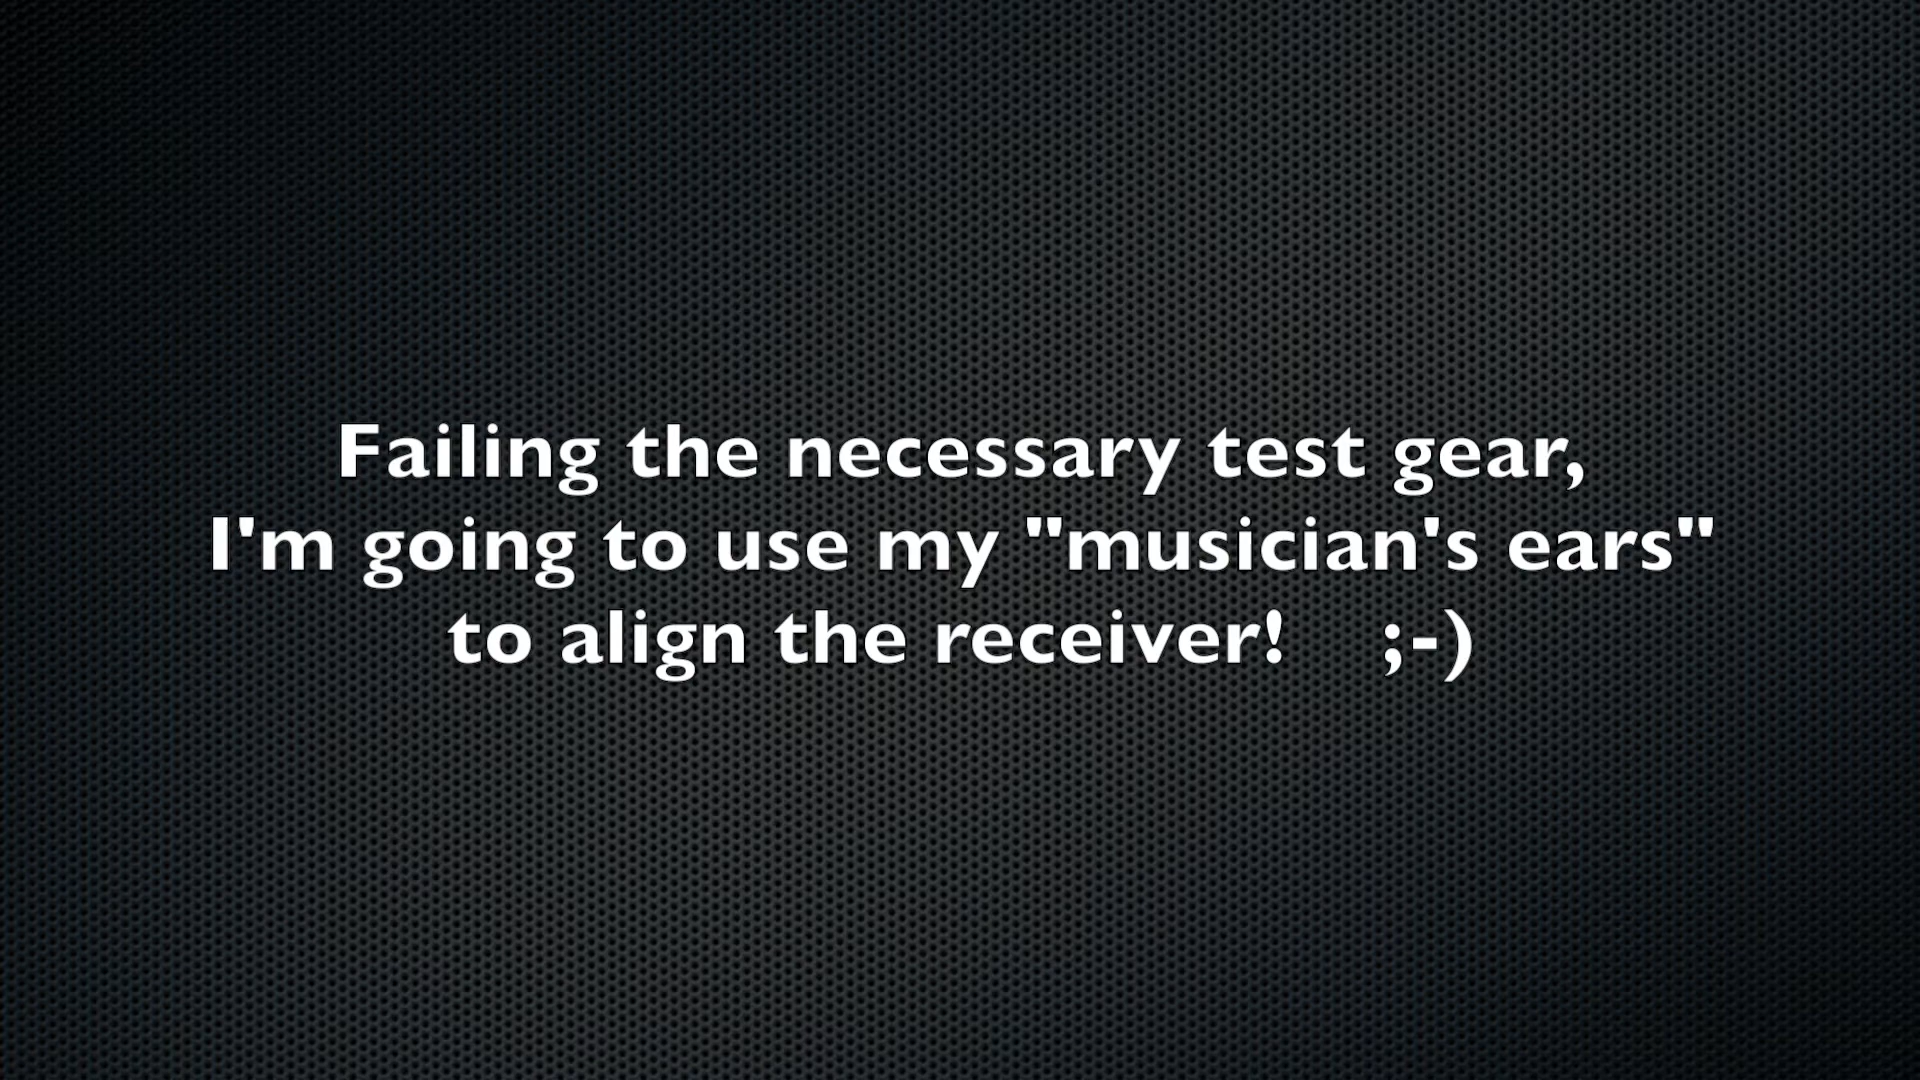 Failing the necessary test gear,
I'm going to use my "musician's ears"
to align the receiver!    ;-)